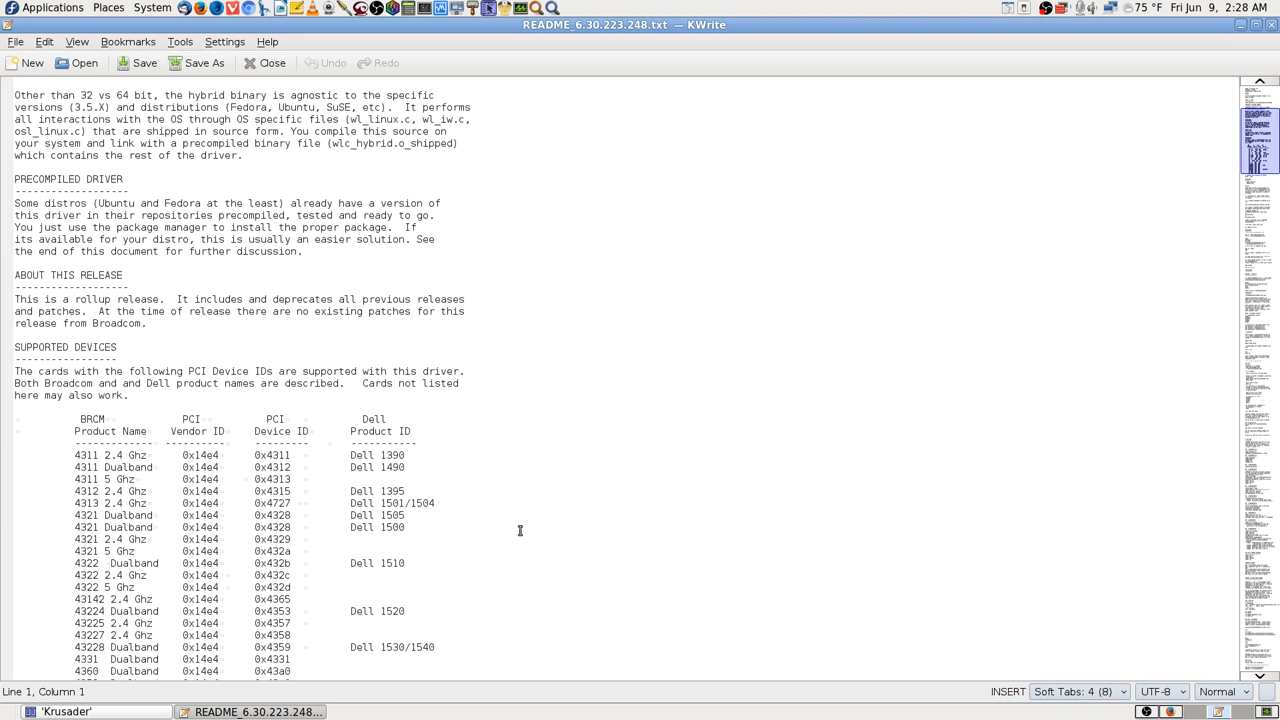 Applications Places System
75 °F Fri Jun 9, 2:28 AM
README_6.30.223.248.txt — KWrite
File Edit View Bookmarks Tools Settings Help
New Open Save Save As Close Undo Redo
Other than 32 vs 64 bit, the hybrid binary is agnostic to the specific
versions (3.5.X) and distributions (Fedora, Ubuntu, SuSE, etc). It performs
all interactions with the OS through OS specific files (wl_linux.c, wl_iw.c,
osl_linux.c) that are shipped in source form. You compile this source on
your system and link with a precompiled binary file (wlc_hybrid.o_shipped)
which contains the rest of the driver.
PRECOMPILED DRIVER
-------------------
Some distros (Ubuntu and Fedora at the least) already have a version of
this driver in their repositories precompiled, tested and ready to go.
You just use the package manager to install the proper package. If
its available for your distro, this is usually an easier solution. See
the end of this document for further discussion.
ABOUT THIS RELEASE
-------------------
This is a rollup release. It includes and deprecates all previous releases
and patches. At the time of release there are no existing patches for this
release from Broadcom.
SUPPORTED DEVICES
-----------------
The cards with the following PCI Device IDs are supported with this driver.
Both Broadcom and and Dell product names are described. Cards not listed
here may also work.
BRCM PCI PCI Dell
Product Name Vendor ID Device ID Product ID
------------- ---------- --------- -----------
4311 2.4 Ghz 0x14e4 0x4311 Dell 1390
4311 Dualband 0x14e4 0x4312 Dell 1490
4311 5 Ghz 0x14e4 0x4313
4312 2.4 Ghz 0x14e4 0x4315 Dell 1395
4313 2.4 Ghz 0x14e4 0x4727 Dell 1501/1504
4321 Dualband 0x14e4 0x4328 Dell 1505
4321 Dualband 0x14e4 0x4328 Dell 1500
4321 2.4 Ghz 0x14e4 0x4329
4321 5 Ghz 0x14e4 0x432a
4322 Dualband 0x14e4 0x432b Dell 1510
4322 2.4 Ghz 0x14e4 0x432c
4322 5 Ghz 0x14e4 0x432d
43142 2.4 Ghz 0x14e4 0x4365
43224 Dualband 0x14e4 0x4353 Dell 1520
43225 2.4 Ghz 0x14e4 0x4357
43227 2.4 Ghz 0x14e4 0x4358
43228 Dualband 0x14e4 0x4359 Dell 1530/1540
4331 Dualband 0x14e4 0x4331
4360 Dualband 0x14e4 0x43a0
Line 1, Column 1
INSERT Soft Tabs: 4 (8) UTF-8 Normal
'Krusader' README_6.30.223.248...